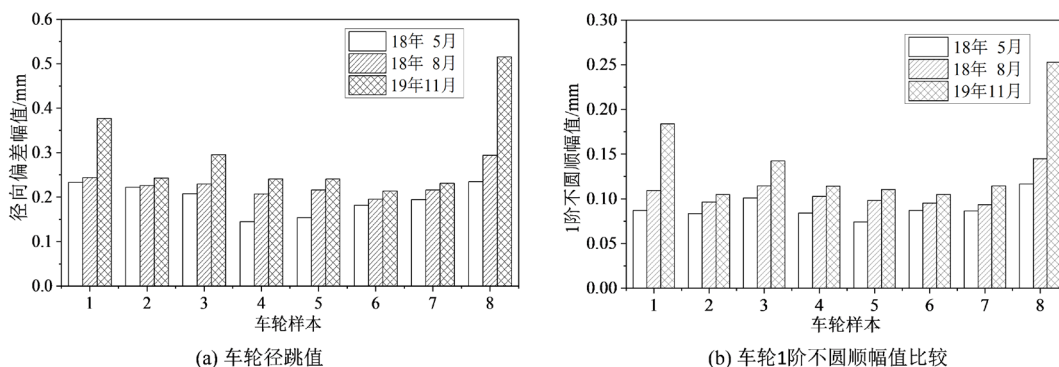 0.6
0.5
0.4
0.3
0.2
0.1
0.0
径向偏差幅值/mm
18年 5月
18年 8月
19年11月
1 2 3 4 5 6 7 8
车轮样本
(a) 车轮径跳值
0.30
0.25
0.20
0.15
0.10
0.05
0.00
1阶不圆顺幅值/mm
18年 5月
18年 8月
19年11月
1 2 3 4 5 6 7 8
车轮样本
(b) 车轮1阶不圆顺幅值比较